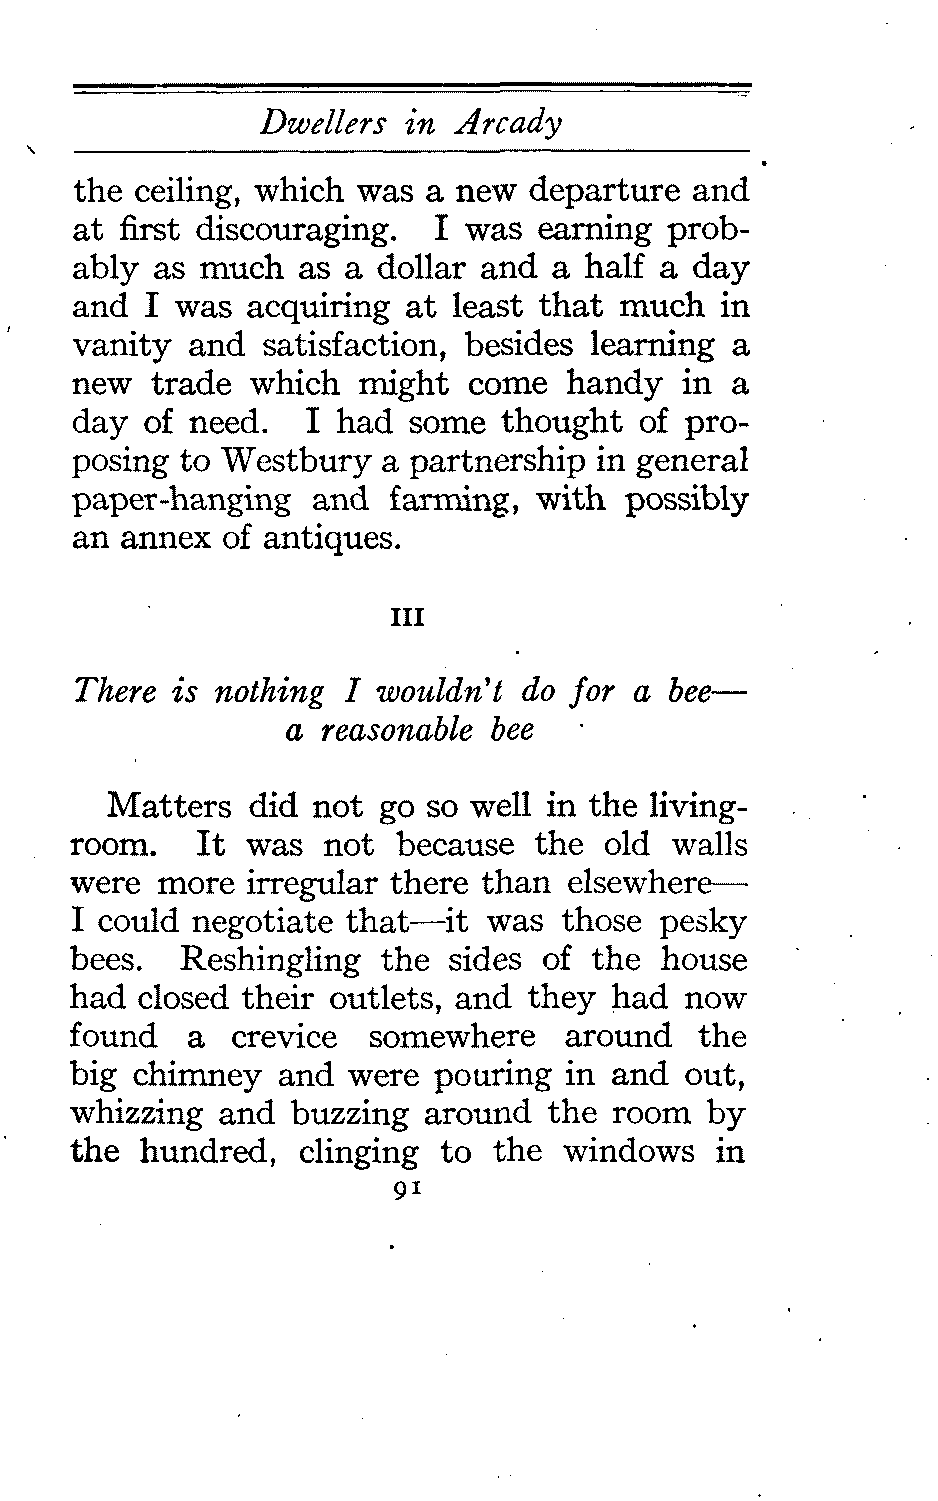 Dwellers in Arcady
the ceiling, which was a new departure and
at first discouraging. I was earning prob-
ably as much as a dollar and a half a day
and I was acquiring at least that much in
vanity and satisfaction, besides learning a
new trade which might come handy in a
day of need. I had some thought of pro-
posing to Westbury a partnership in general
paper-hanging and farming, with possibly
an annex of antiques.
III
There is nothing I wouldn't do for a bee—
a reasonable bee
Matters did not go so well in the living-
room. It was not because the old walls
were more irregular there than elsewhere—
I could negotiate that—it was those pesky
bees. Reshingling the sides of the house
had closed their outlets, and they had now
found a crevice somewhere around the
big chimney and were pouring in and out,
whizzing and buzzing around the room by
the hundred, clinging to the windows in
91